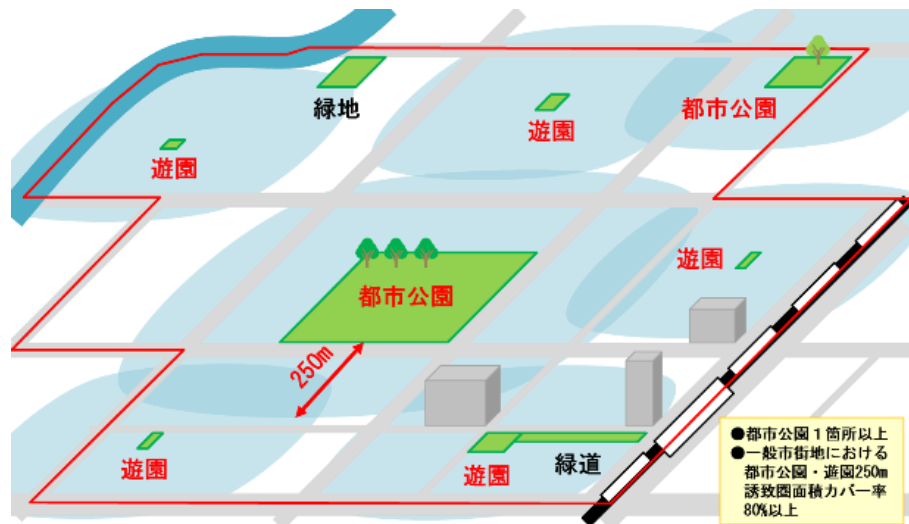 緑地
都市公園
遊園
遊園
遊園
都市公園
250m
遊園
遊園
緑道
●都市公園1箇所以上
●一般市街地における
都市公園・遊園250m
誘致圏面積カバー率
80%以上